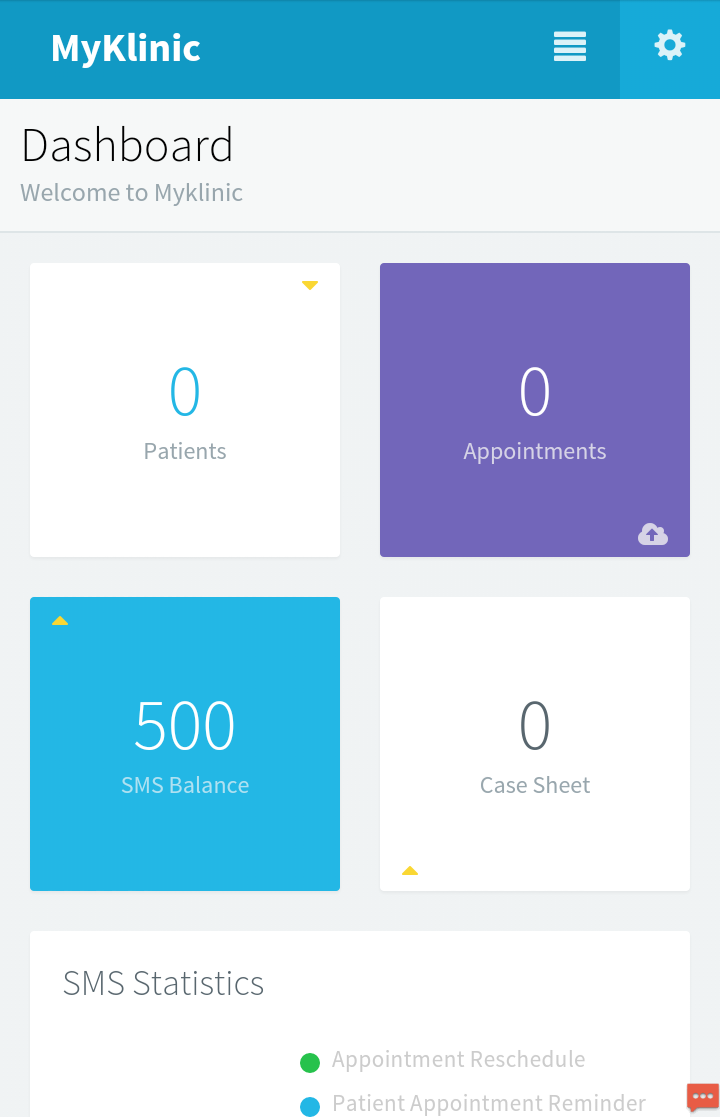 MyKlinic
Dashboard
Welcome to Myklinic
0
Patients
0
Appointments
500
SMS Balance
0
Case Sheet
SMS Statistics
Appointment Reschedule
Patient Appointment Reminder